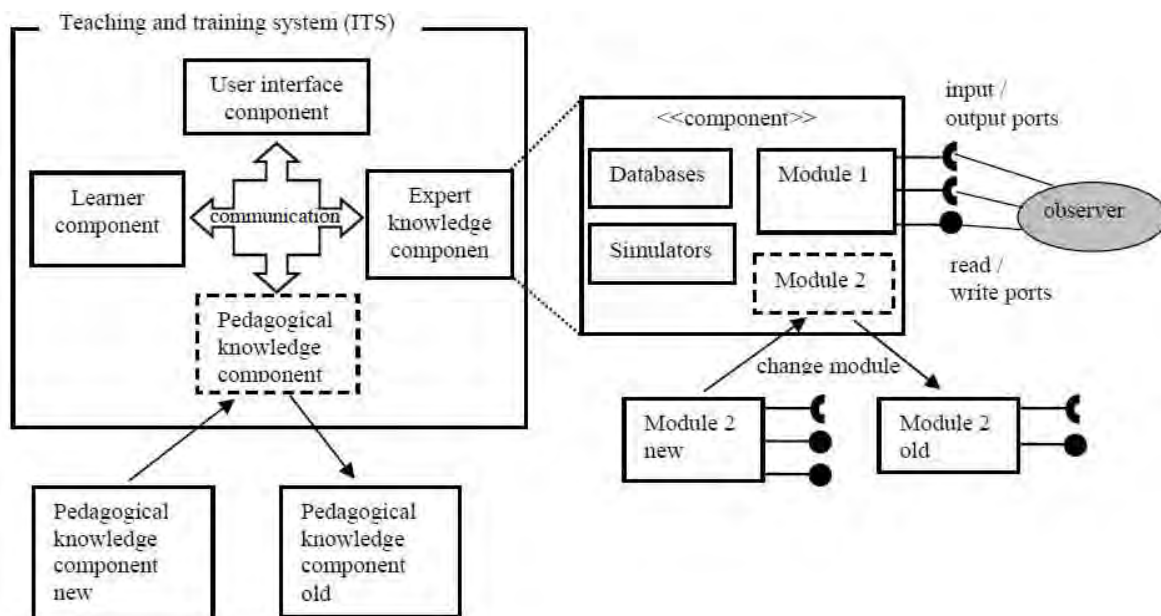 Teaching and training system (ITS)
User interface
component
Learner
component
communication
Expert
knowledge
componen
Pedagogical
knowledge
component
Pedagogical
knowledge
component
new
Pedagogical
knowledge
component
old
<<component>>
Databases
Simulators
Module 1
Module 2
input /
output ports
observer
read /
write ports
change module
Module 2
new
Module 2
old